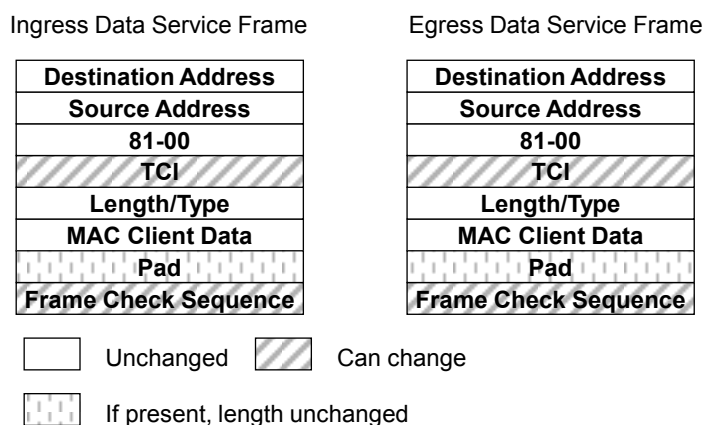 Ingress Data Service Frame
Egress Data Service Frame
Destination Address
Source Address
81-00
TCI
Length/Type
MAC Client Data
Pad
Frame Check Sequence
Destination Address
Source Address
81-00
TCI
Length/Type
MAC Client Data
Pad
Frame Check Sequence
Unchanged
Can change
If present, length unchanged